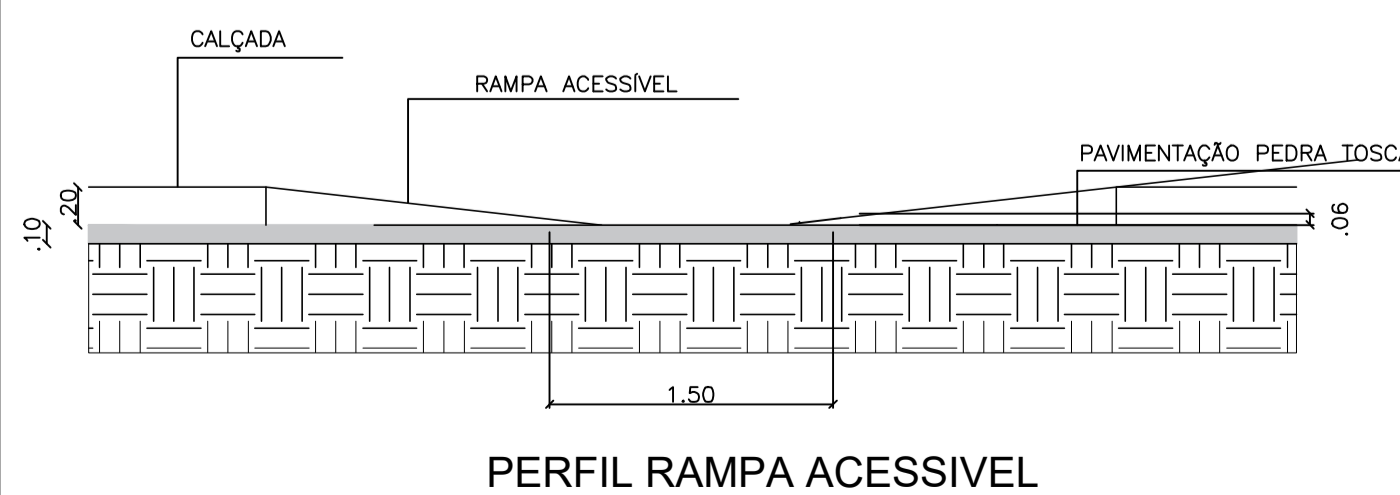 CALÇADA
RAMPA ACESSÍVEL
PAVIMENTAÇÃO PEDRA TOSCA
.20
.10
.06
1.50
PERFIL RAMPA ACESSIVEL